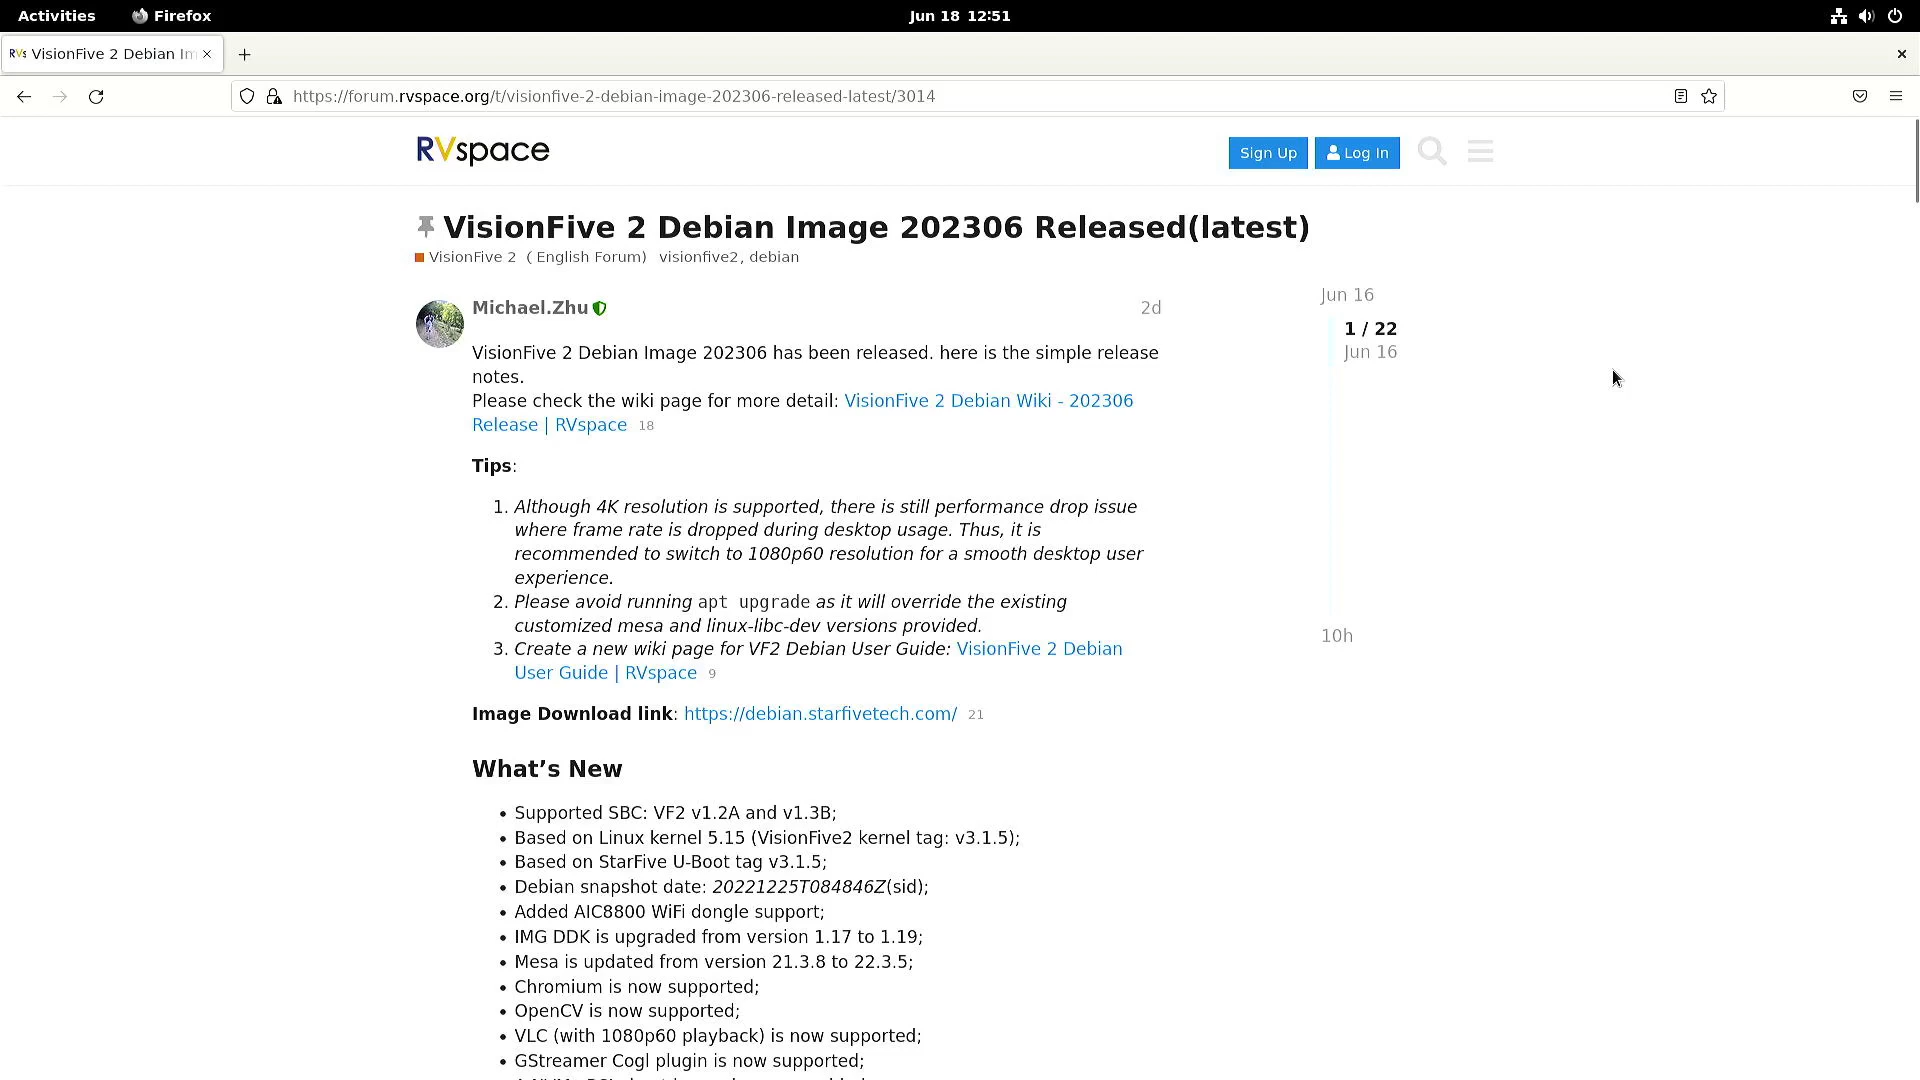 Activities Firefox Jun 18 12:51
RVs VisionFive 2 Debian Im
https://forum.rvspace.org/t/visionfive-2-debian-image-202306-released-latest/3014
RVspace Sign Up Log In
VisionFive 2 Debian Image 202306 Released(latest)
VisionFive 2 ( English Forum) visionfive2, debian
Jun 16
Michael.Zhu 2d
1 / 22
Jun 16
VisionFive 2 Debian Image 202306 has been released. here is the simple release
notes.
Please check the wiki page for more detail: VisionFive 2 Debian Wiki - 202306
Release | RVspace 18
Tips:
1. Although 4K resolution is supported, there is still performance drop issue
where frame rate is dropped during desktop usage. Thus, it is
recommended to switch to 1080p60 resolution for a smooth desktop user
experience.
2. Please avoid running apt upgrade as it will override the existing
customized mesa and linux-libc-dev versions provided.
10h
3. Create a new wiki page for VF2 Debian User Guide: VisionFive 2 Debian
User Guide | RVspace 9
Image Download link: https://debian.starfivetech.com/ 21
What’s New
• Supported SBC: VF2 v1.2A and v1.3B;
• Based on Linux kernel 5.15 (VisionFive2 kernel tag: v3.1.5);
• Based on StarFive U-Boot tag v3.1.5;
• Debian snapshot date: 20221225T084846Z(sid);
• Added AIC8800 WiFi dongle support;
• IMG DDK is upgraded from version 1.17 to 1.19;
• Mesa is updated from version 21.3.8 to 22.3.5;
• Chromium is now supported;
• OpenCV is now supported;
• VLC (with 1080p60 playback) is now supported;
• GStreamer Cogl plugin is now supported;